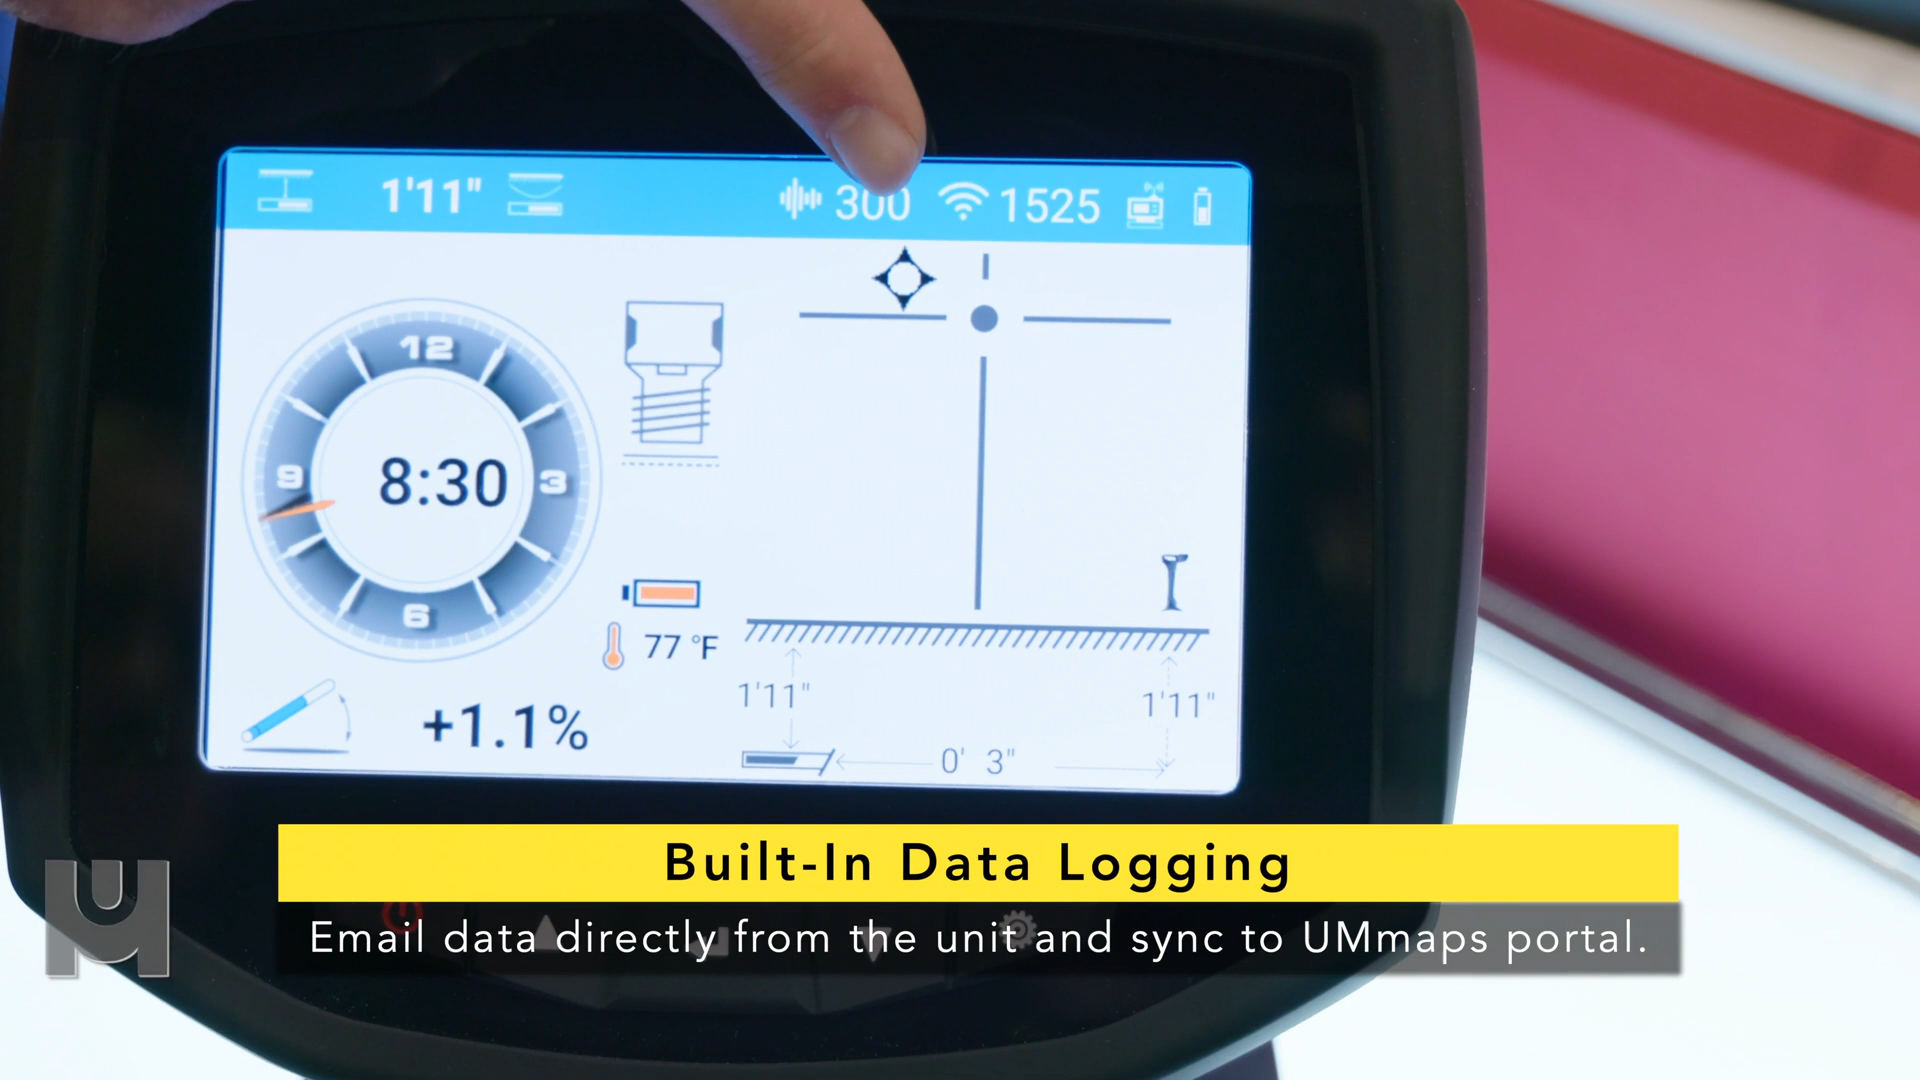 1'11" 300 1525
12
9 8:30 3
6
77 °F
+1.1%
1'11" 1'11"
0' 3"
Built-In Data Logging
Email data directly from the unit and sync to UMmaps portal.